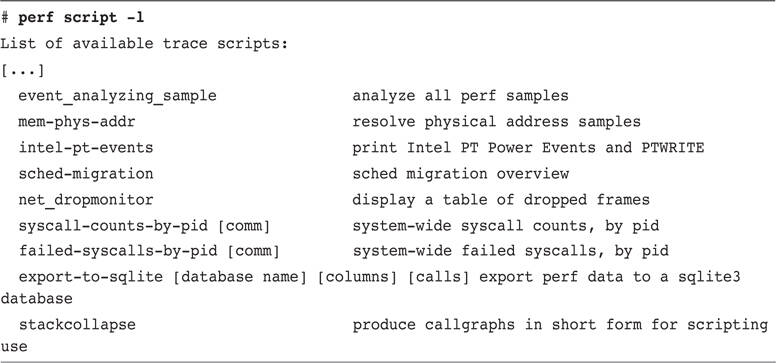 # perf script -l
List of available trace scripts:
[...]
event_analyzing_sample analyze all perf samples
mem-phys-addr resolve physical address samples
intel-pt-events print Intel PT Power Events and PTWRITE
sched-migration sched migration overview
net_dropmonitor display a table of dropped frames
syscall-counts-by-pid [comm] system-wide syscall counts, by pid
failed-syscalls-by-pid [comm] system-wide failed syscalls, by pid
export-to-sqlite [database name] [columns] [calls] export perf data to a sqlite3
database
stackcollapse produce callgraphs in short form for scripting
use